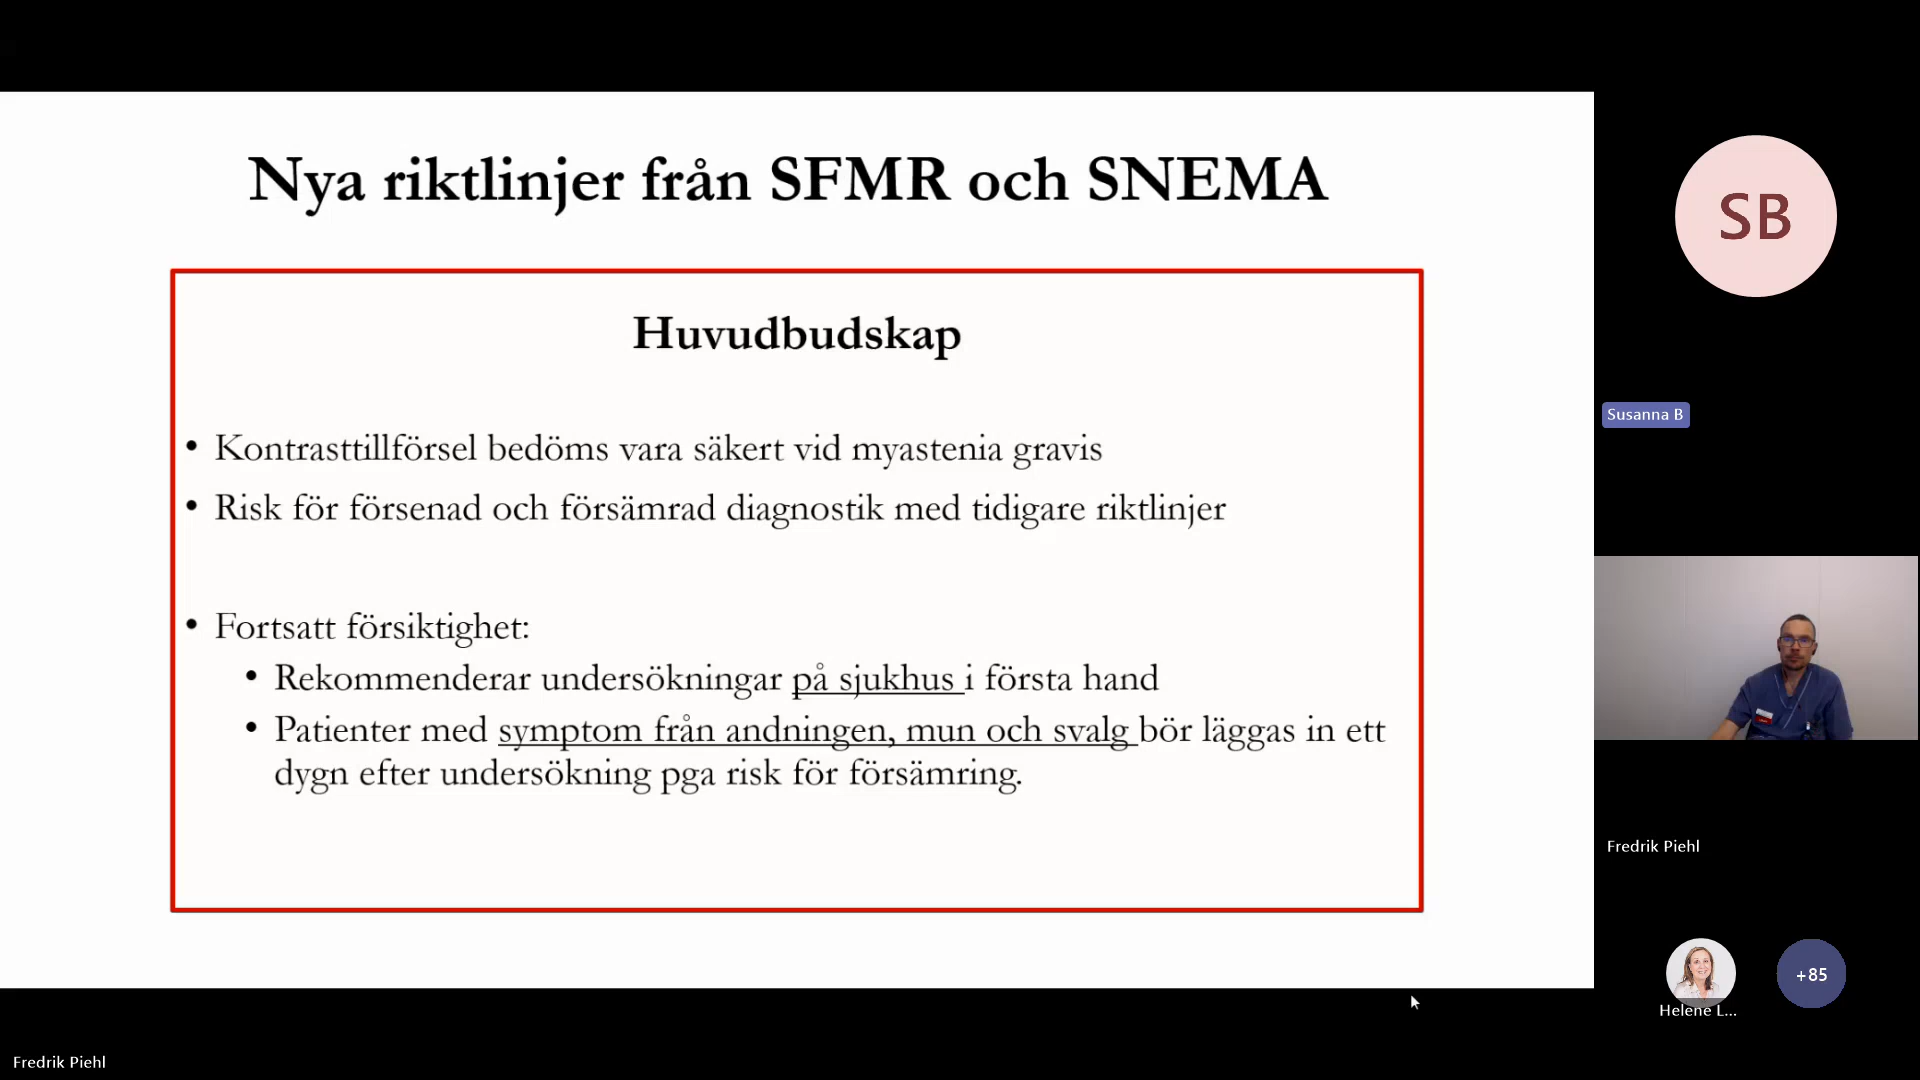 Nya riktlinjer från SFMR och SNEMA
Huvudbudskap
• Kontrasttillförsel bedöms vara säkert vid myastenia gravis
• Risk för försenad och försämrad diagnostik med tidigare riktlinjer
• Fortsatt försiktighet:
• Rekommenderar undersökningar på sjukhus i första hand
• Patienter med symptom från andningen, mun och svalg bör läggas in ett
dygn efter undersökning pga risk för försämring.
SB
Susanna B
Fredrik Piehl
+85
Helene L...
Fredrik Piehl